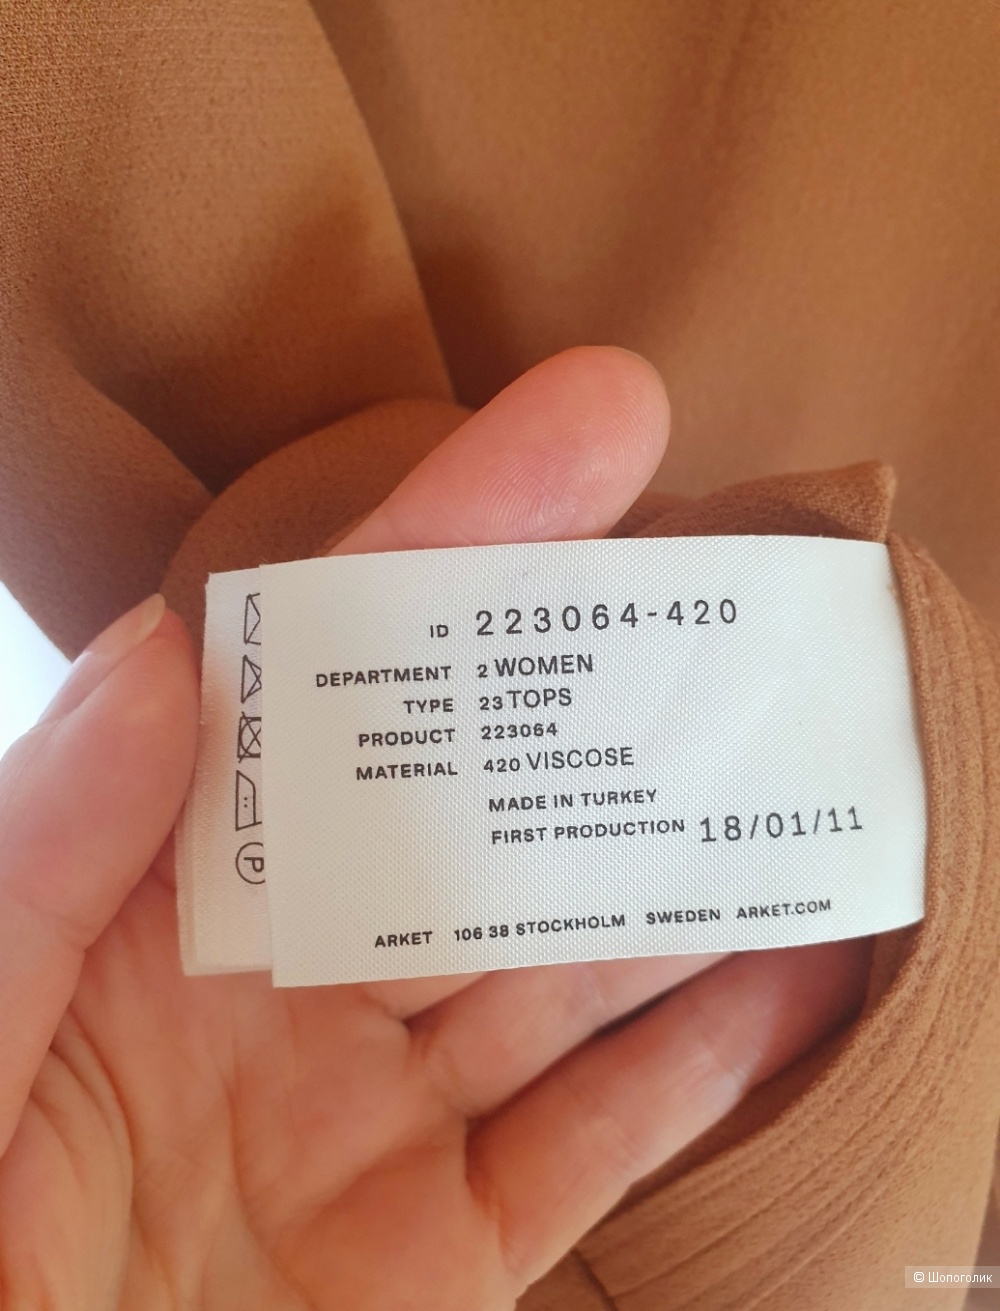 ID 223064-420
DEPARTMENT 2 WOMEN
TYPE 23 TOPS
PRODUCT 223064
MATERIAL 420 VISCOSE
MADE IN TURKEY
FIRST PRODUCTION 18/01/11
ARKET 106 38 STOCKHOLM SWEDEN ARKET.COM
P
© Шопоголик